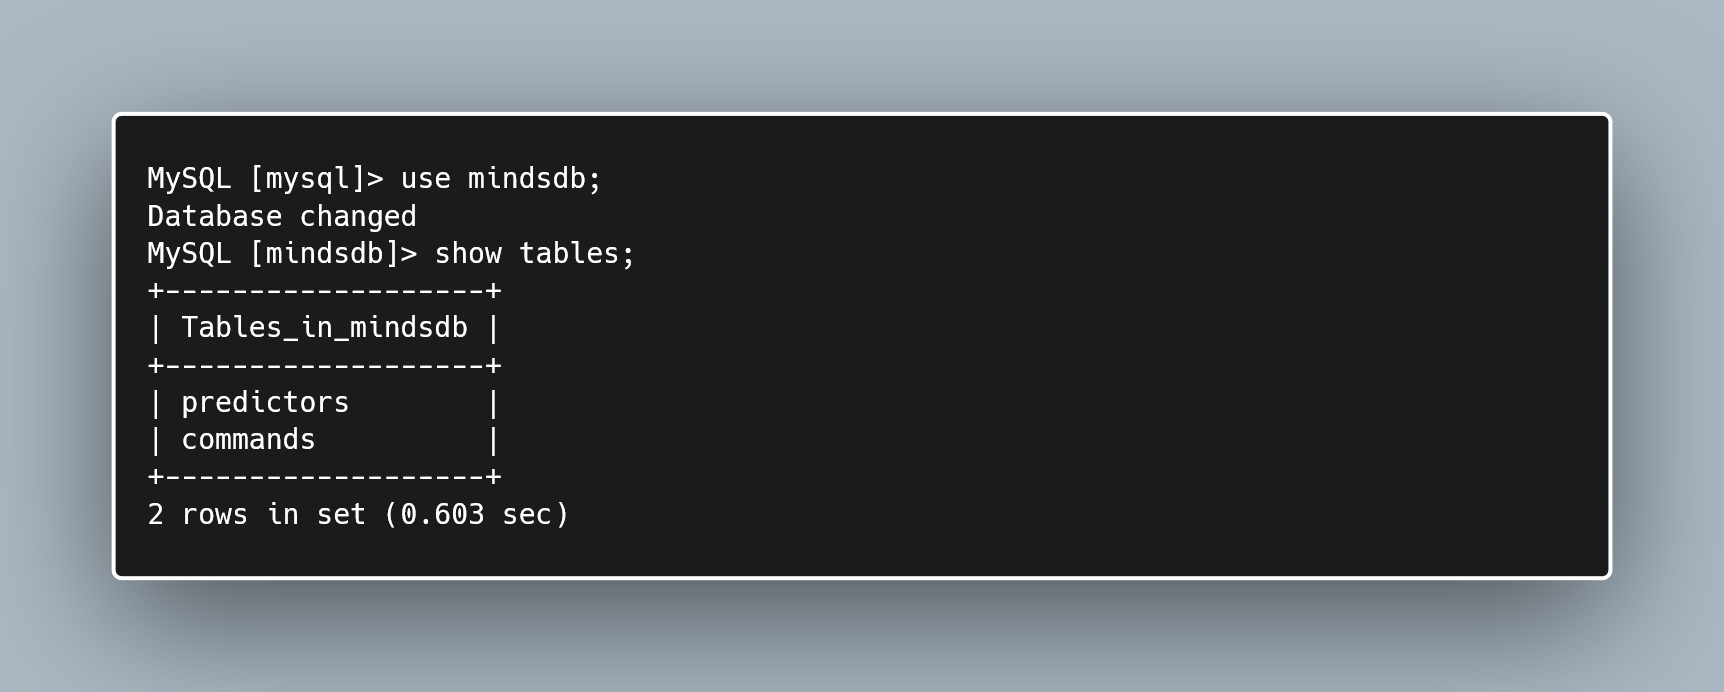 MySQL [mysql]> use mindsdb;
Database changed
MySQL [mindsdb]> show tables;
+-------------------+
| Tables_in_mindsdb |
+-------------------+
| predictors        |
| commands          |
+-------------------+
2 rows in set (0.603 sec)